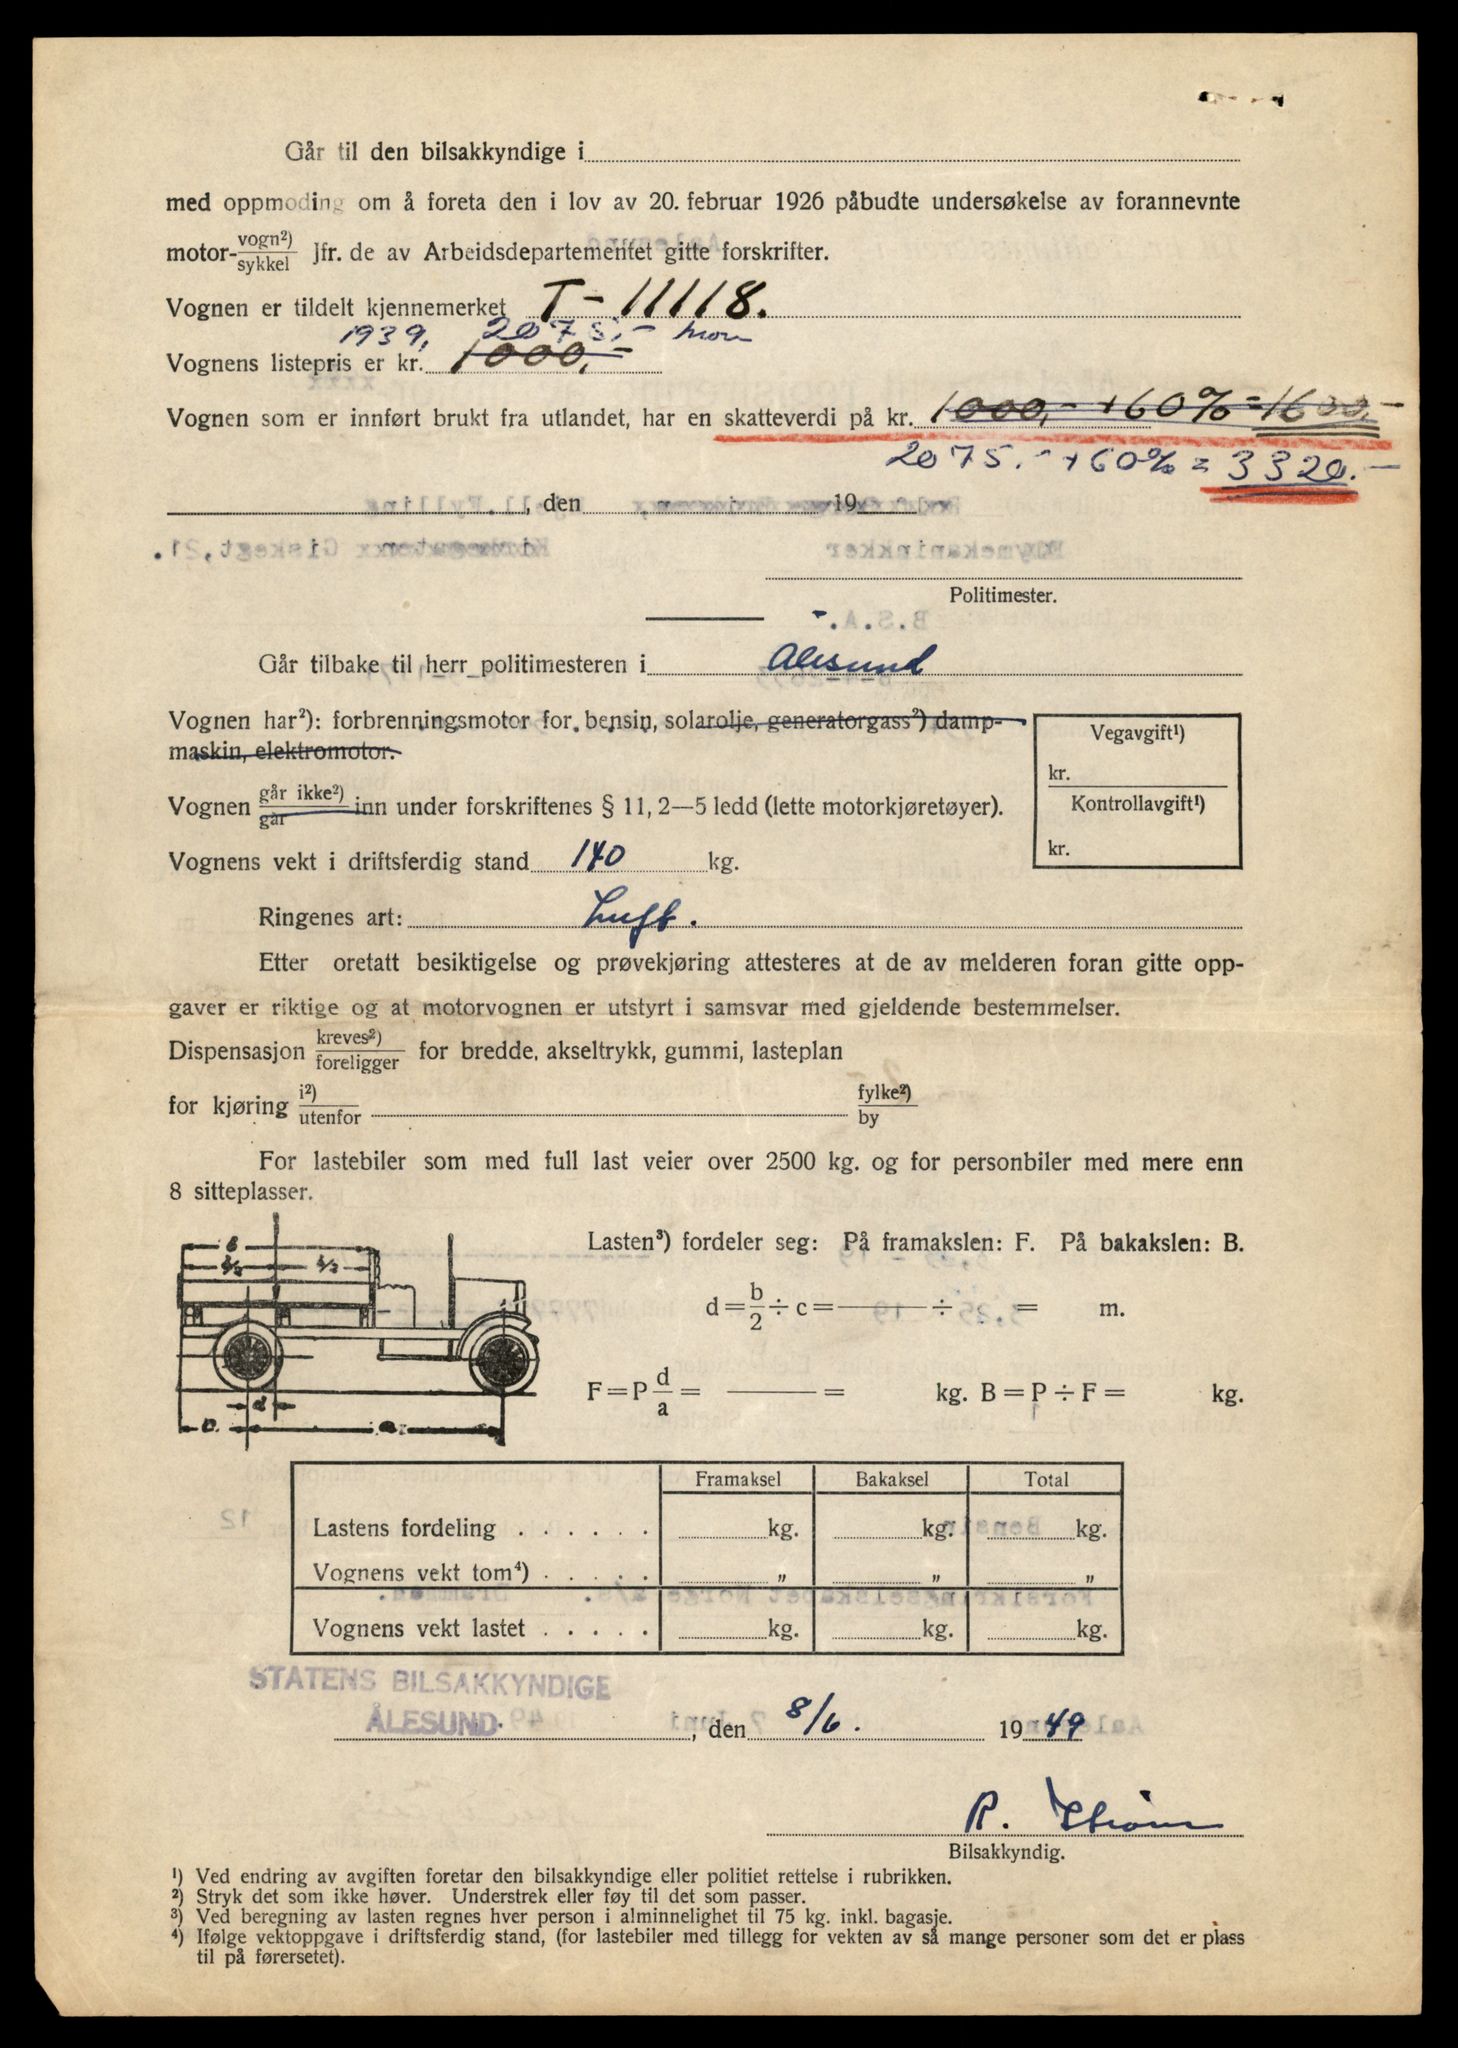 Går til den bilsakkyndige i
med oppmoding om å foreta den i lov av 20. februar 1926 påbudte undersøkelse av forannevnte
motor-vogn²)/sykkel Jfr. de av Arbeidsdepartementet gitte forskrifter.
Vognen er tildelt kjennemerket T-11118.
1939, 2075,-
Vognens listepris er kr. 1000,-
Vognen som er innført brukt fra utlandet, har en skatteverdi på kr. 1000,- +60% = 1600,-
2075.- +60% = 3320.-
, den 19
Politimester.
Går tilbake til herr politimesteren i Ålesund
Vognen har²): forbrenningsmotor for bensin, solarolje, generatorgass²) damp-
maskin, elektromotor.
Vegavgift¹)
kr.
Vognen går ikke²)/går inn under forskriftenes § 11, 2—5 ledd (lette motorkjøretøyer).
Kontrollavgift¹)
kr.
Vognens vekt i driftsferdig stand 140 kg.
Ringenes art: Luft.
Etter oretatt besiktigelse og prøvekjøring attesteres at de av melderen foran gitte opp-
gaver er riktige og at motorvognen er utstyrt i samsvar med gjeldende bestemmelser.
Dispensasjon kreves²)/foreligger for bredde, akseltrykk, gummi, lasteplan
for kjøring i²)/utenfor fylke²)/by
For lastebiler som med full last veier over 2500 kg. og for personbiler med mere enn
8 sitteplasser.
Lasten³) fordeler seg: På framakslen: F. På bakakslen: B.
d = b/2 ÷ c = ÷ = m.
F = P d/a = = kg. B = P ÷ F = kg.
Framaksel Bakaksel Total
Lastens fordeling . . . . . . kg. kg. kg.
Vognens vekt tom⁴) . . . . . „ „ „
Vognens vekt lastet . . . . . kg. kg. kg.
STATENS BILSAKKYNDIGE
ÅLESUND.
, den 8/6. 1949
R. Strøm
Bilsakkyndig.
¹) Ved endring av avgiften foretar den bilsakkyndige eller politiet rettelse i rubrikken.
²) Stryk det som ikke høver. Understrek eller føy til det som passer.
³) Ved beregning av lasten regnes hver person i alminnelighet til 75 kg. inkl. bagasje.
⁴) Ifølge vektoppgave i driftsferdig stand, (for lastebiler med tillegg for vekten av så mange personer som det er plass
til på førersetet).